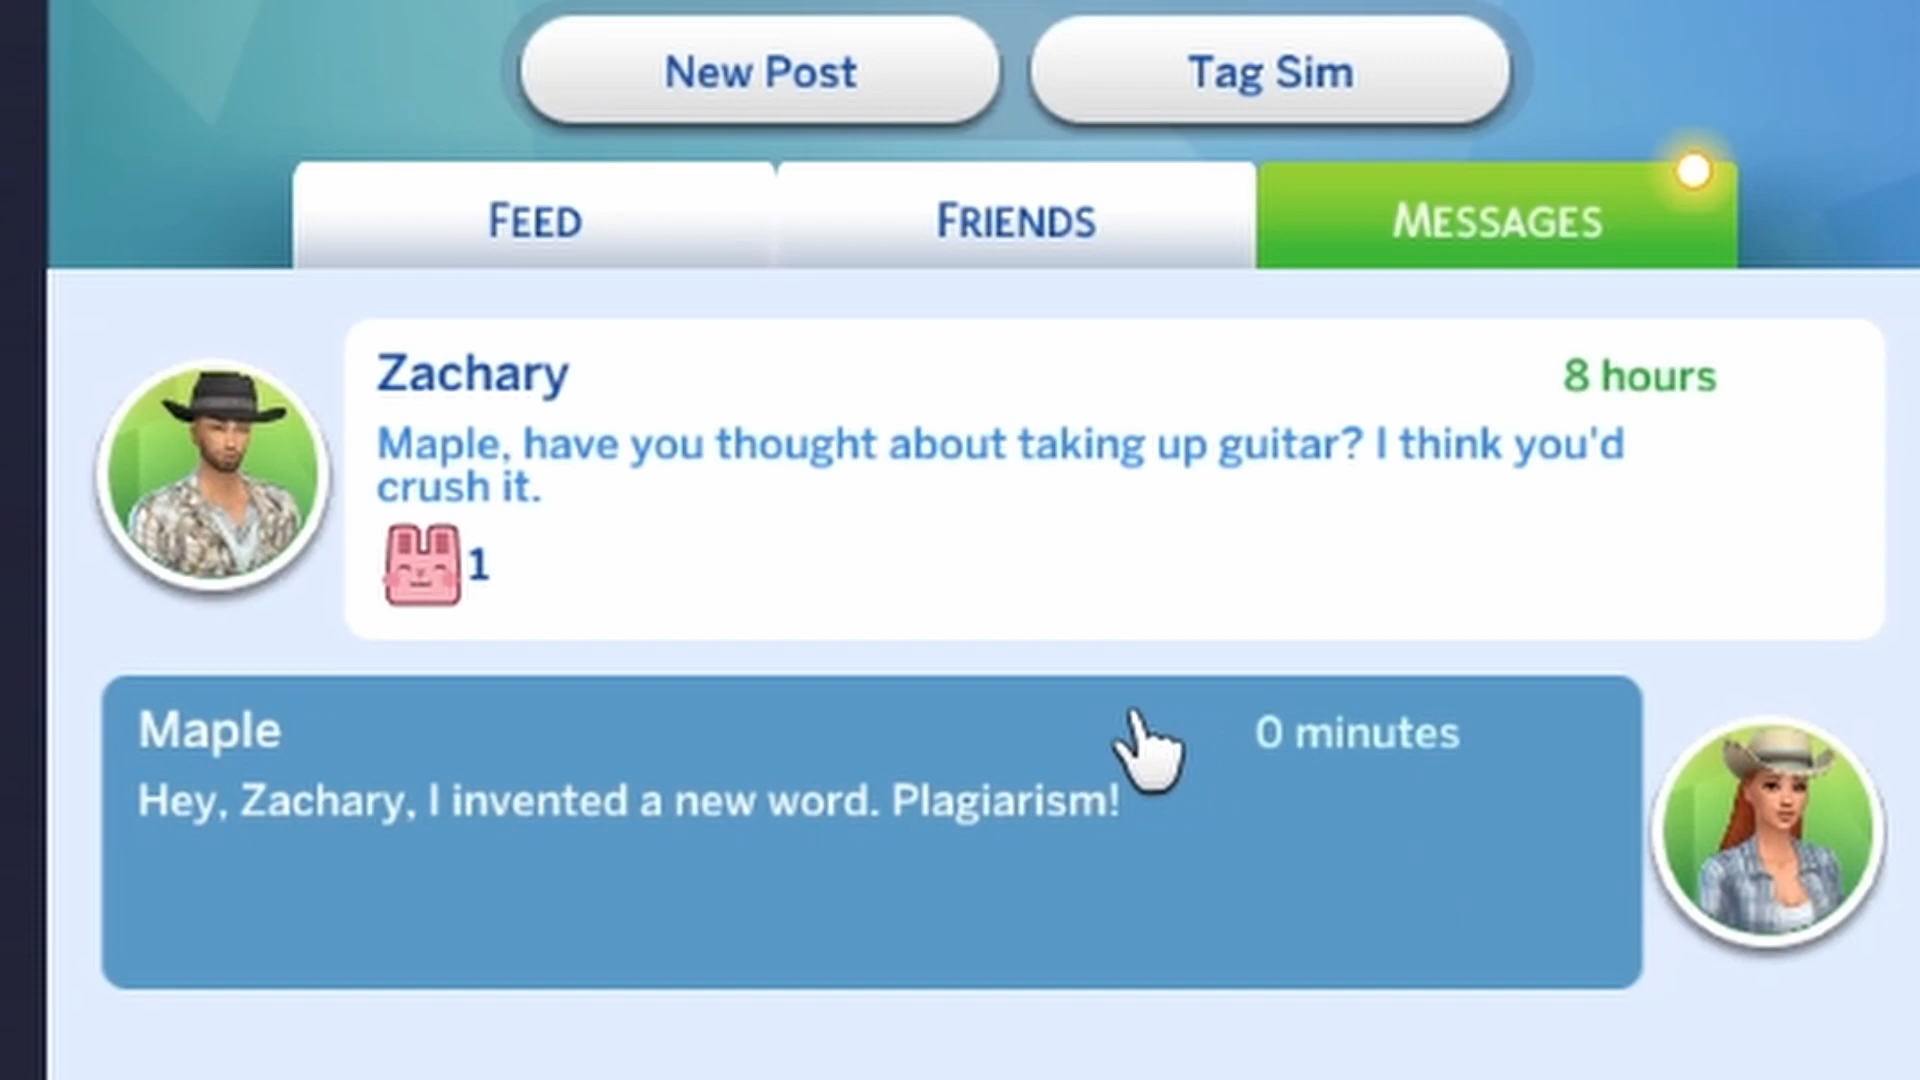 New Post
Tag Sim
FEED
FRIENDS
MESSAGES
Zachary
8 hours
Maple, have you thought about taking up guitar? I think you'd
crush it.
1
Maple
0 minutes
Hey, Zachary, I invented a new word. Plagiarism!